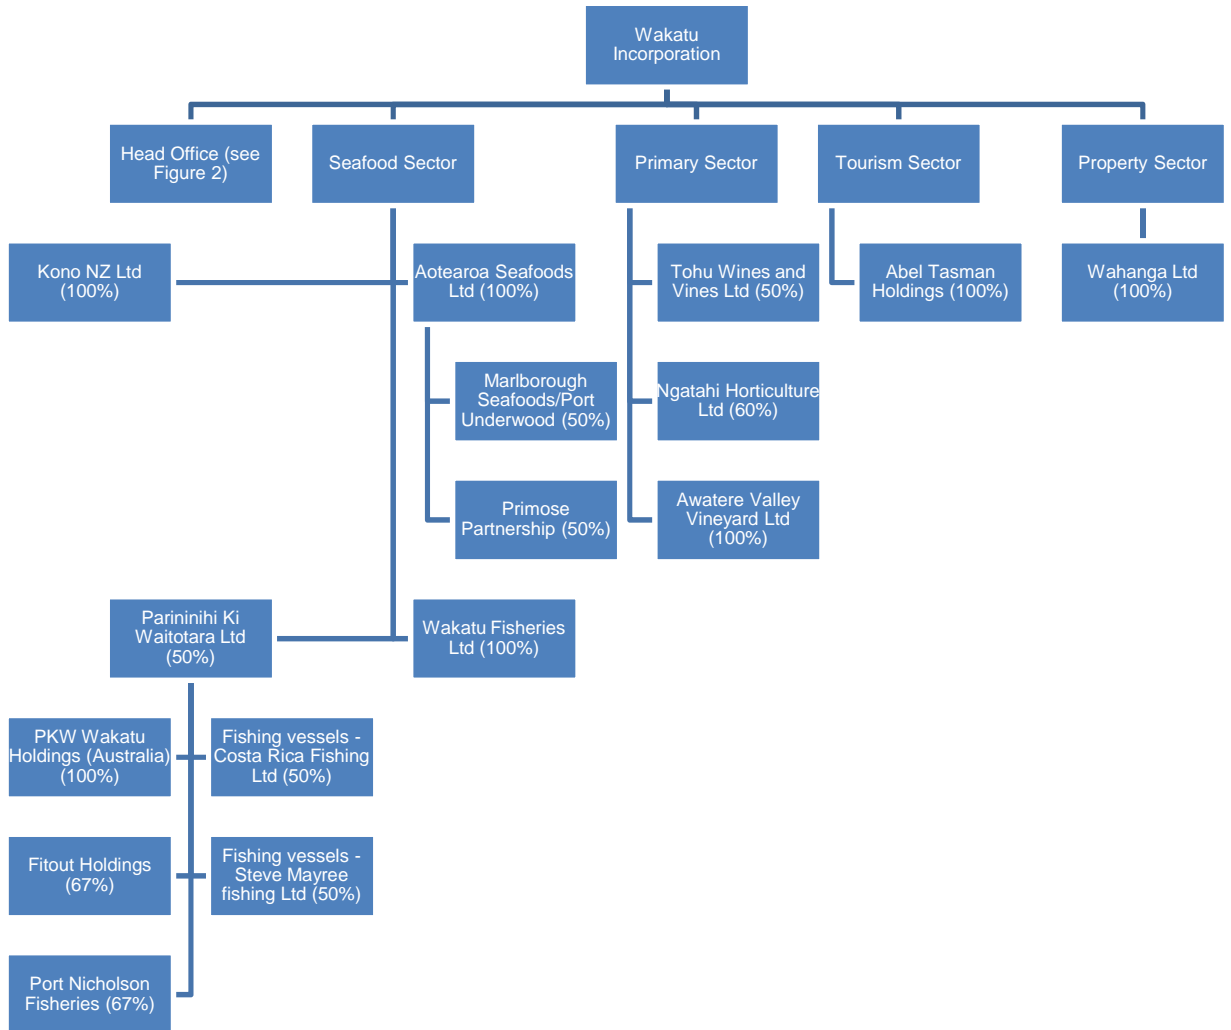 Wakatu
Incorporation
Head Office (see
Figure 2)
Seafood Sector
Primary Sector
Tourism Sector
Property Sector
Kono NZ Ltd
(100%)
Aotearoa Seafoods
Ltd (100%)
Tohu Wines and
Vines Ltd (50%)
Abel Tasman
Holdings (100%)
Wahanga Ltd
(100%)
Marlborough
Seafoods/Port
Underwood (50%)
Ngatahi Horticulture
Ltd (60%)
Primose
Partnership (50%)
Awatere Valley
Vineyard Ltd
(100%)
Parininihi Ki
Waitotara Ltd
(50%)
Wakatu Fisheries
Ltd (100%)
PKW Wakatu
Holdings (Australia)
(100%)
Fishing vessels -
Costa Rica Fishing
Ltd (50%)
Fitout Holdings
(67%)
Fishing vessels -
Steve Mayree
fishing Ltd (50%)
Port Nicholson
Fisheries (67%)